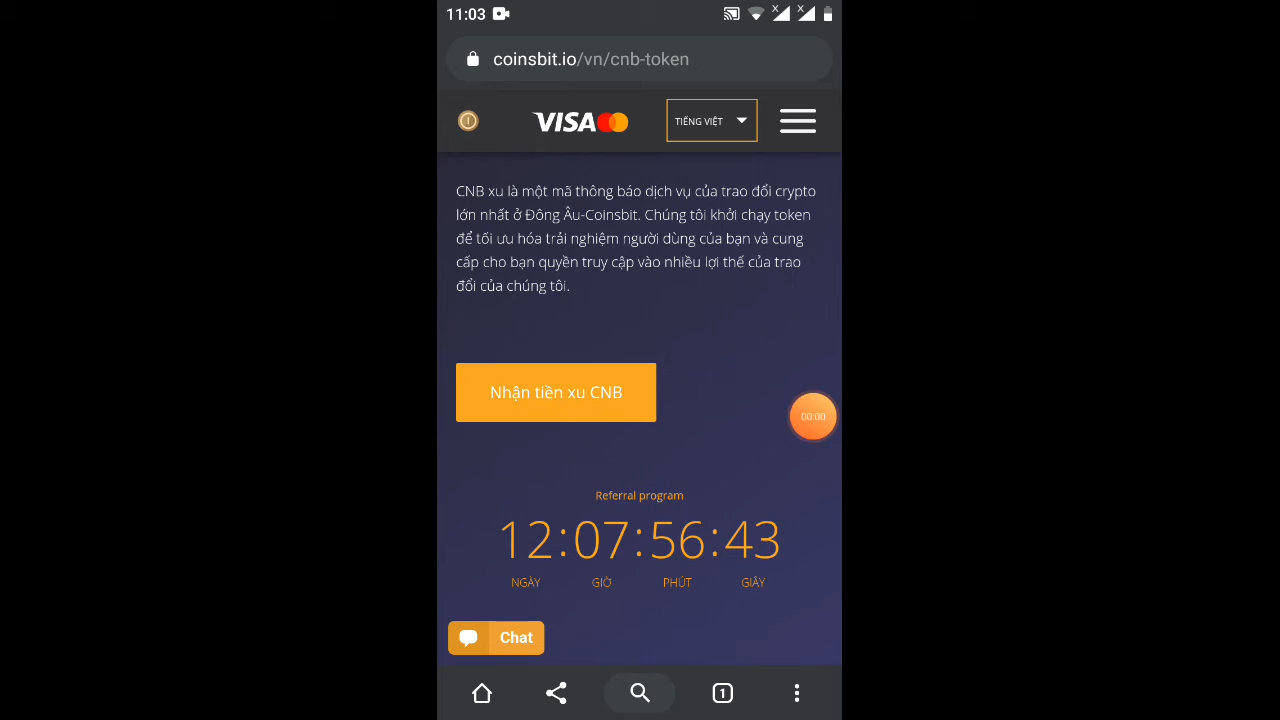 11:03
coinsbit.io/vn/cnb-token
VISA
TIẾNG VIỆT
CNB xu là một mã thông báo dịch vụ của trao đổi crypto
lớn nhất ở Đông Âu-Coinsbit. Chúng tôi khởi chạy token
để tối ưu hóa trải nghiệm người dùng của bạn và cung
cấp cho bạn quyền truy cập vào nhiều lợi thế của trao
đổi của chúng tôi.
Nhận tiền xu CNB
00:00
Referral program
12:07:56:43
NGÀY GIỜ PHÚT GIÂY
Chat
1